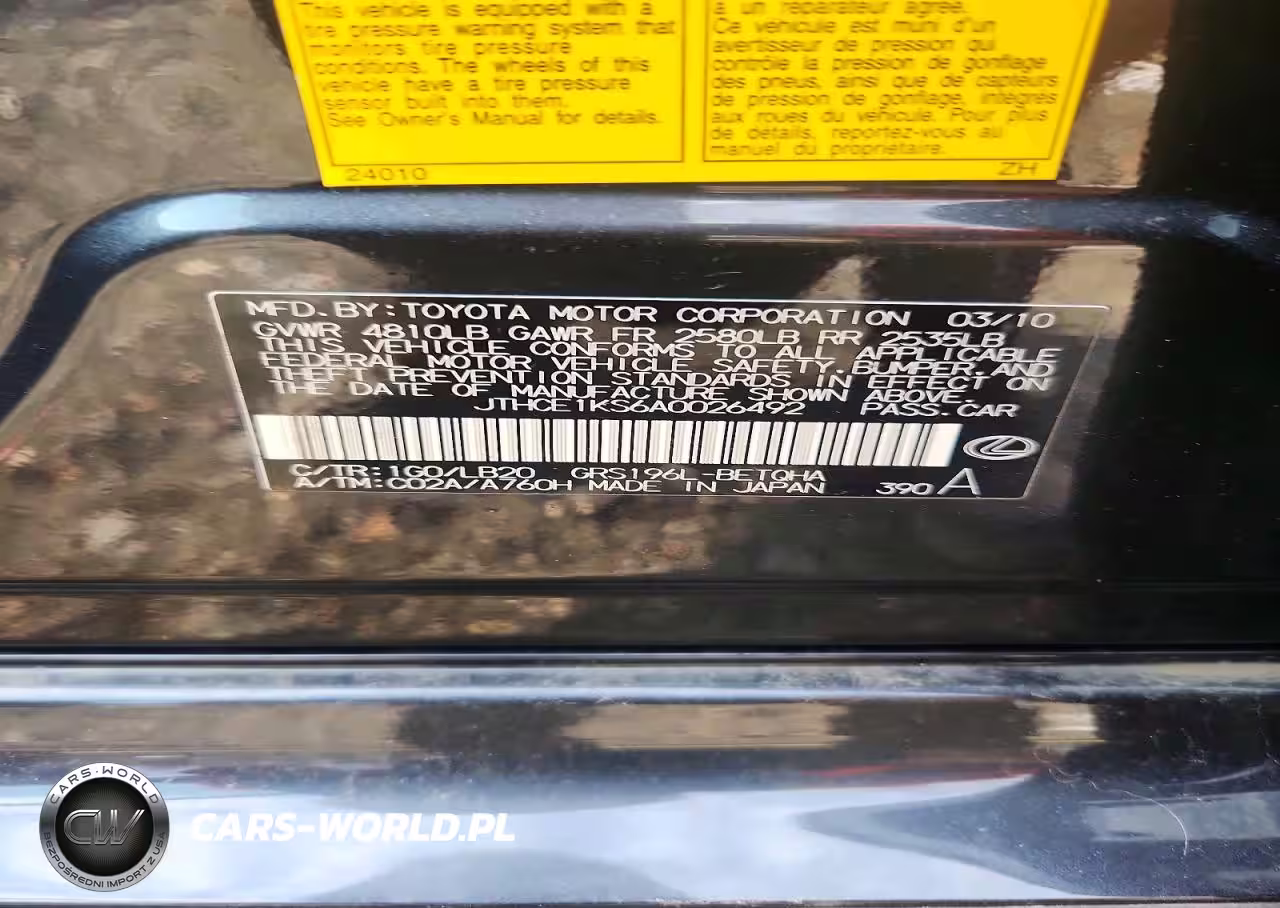 This vehicle is equipped with a
tire pressure warning system that
monitors tire pressure
conditions. The wheels of this
vehicle have a tire pressure
sensor built into them.
See Owner's Manual for details.
24010
à un réparateur agréé.
Ce véhicule est muni d'un
avertisseur de pression qui
contrôle la pression de gonflage
des pneus, ainsi que de capteurs
de pression de gonflage, intégrés
aux roues du véhicule. Pour plus
de détails, reportez-vous au
manuel du propriétaire.
ZH
MFD. BY: TOYOTA MOTOR CORPORATION 03/10
GVWR 4810LB GAWR FR 2580LB RR 2535LB
THIS VEHICLE CONFORMS TO ALL APPLICABLE
FEDERAL MOTOR VEHICLE SAFETY, BUMPER, AND
THEFT PREVENTION STANDARDS IN EFFECT ON
THE DATE OF MANUFACTURE SHOWN ABOVE.
JTHCE1KS6A0026492 PASS. CAR
C/TR: 1G0/LB20 GRS196L-BETQHA
A/TM: C02A/A760H MADE IN JAPAN 390 A
CARS-WORLD
CW
BEZPOŚREDNI IMPORT Z USA
CARS-WORLD.PL